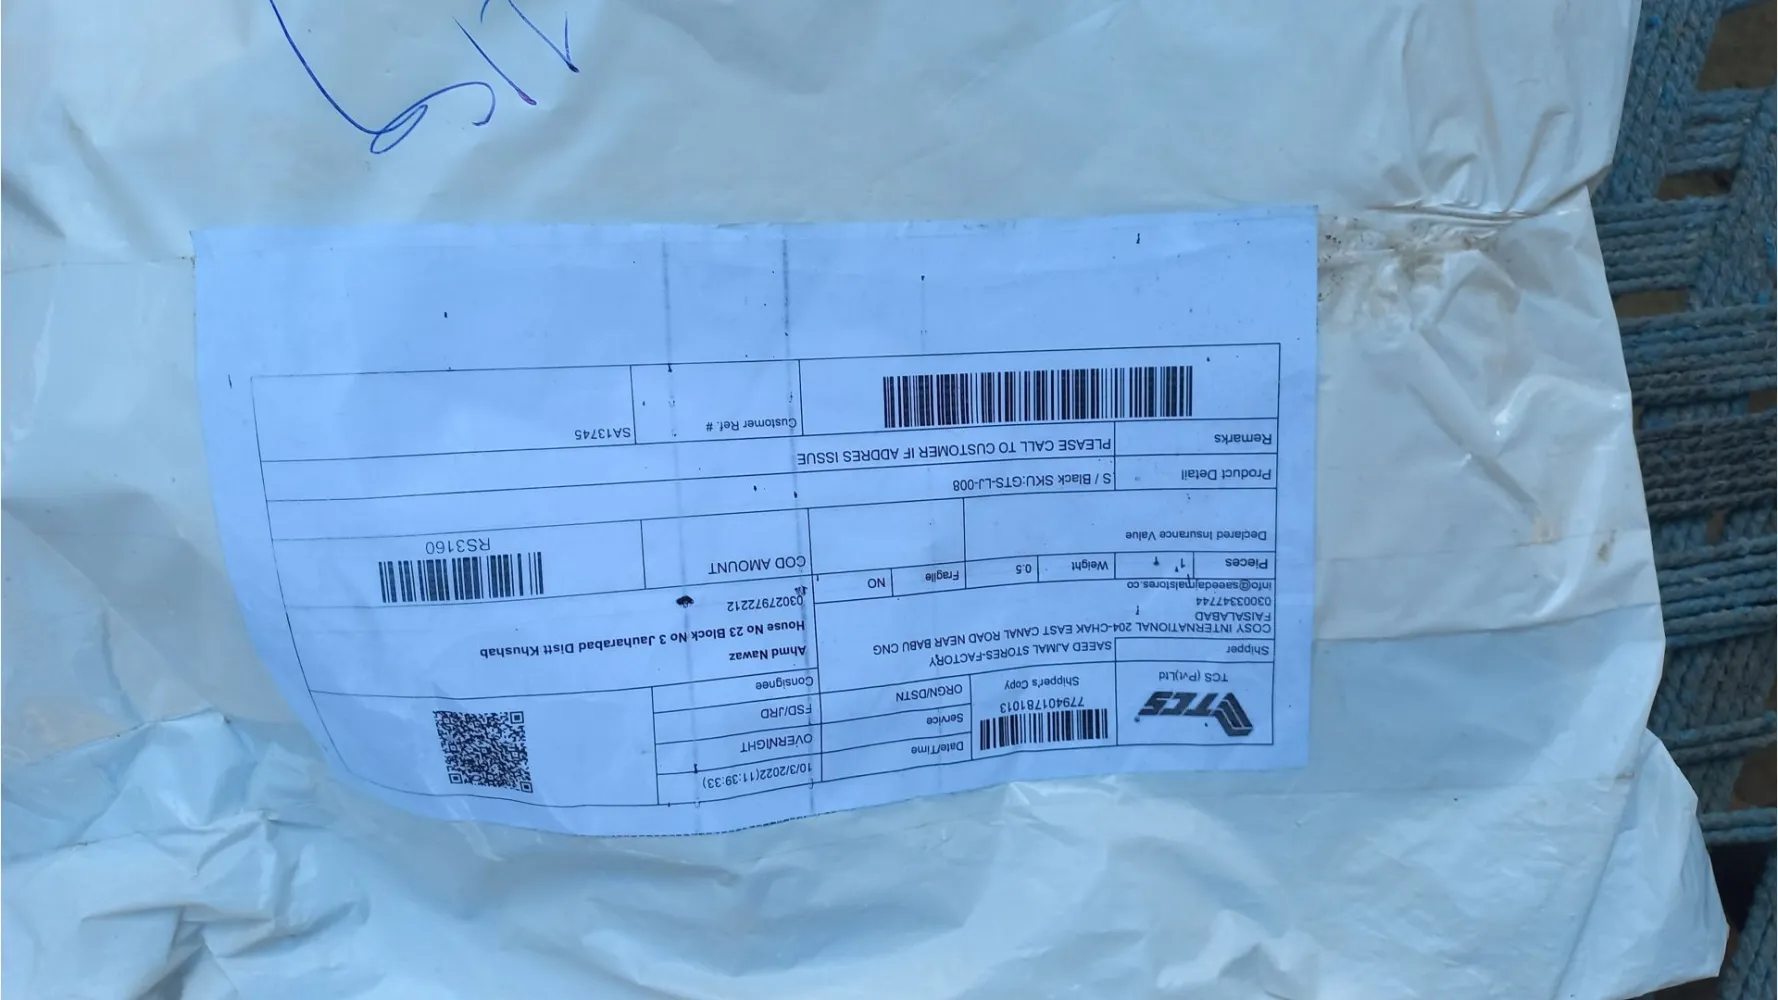 TCS
TCS (Pvt)Ltd
779401781013
Shipper's Copy
Date/Time 10/3/2022(11:39:33)
Service OVERNIGHT
ORGN/DSTN FSD/JRD
Shipper SAEED AJMAL STORES-FACTORY
COSY INTERNATIONAL 204-CHAK EAST CANAL ROAD NEAR BABU CNG
FAISALABAD
03003347744
info@saeedajmalstores.co
Consignee
Ahmd Nawaz
House No 23 Block No 3 Jauharabad Distt Khushab
03027972212
Pieces 1 Weight 0.5 Fragile NO
COD AMOUNT
RS3160
Declared Insurance Value
Product Detail S / Black SKU:GTS-LJ-008
Remarks PLEASE CALL TO CUSTOMER IF ADDRES ISSUE
Customer Ref. # SA13745